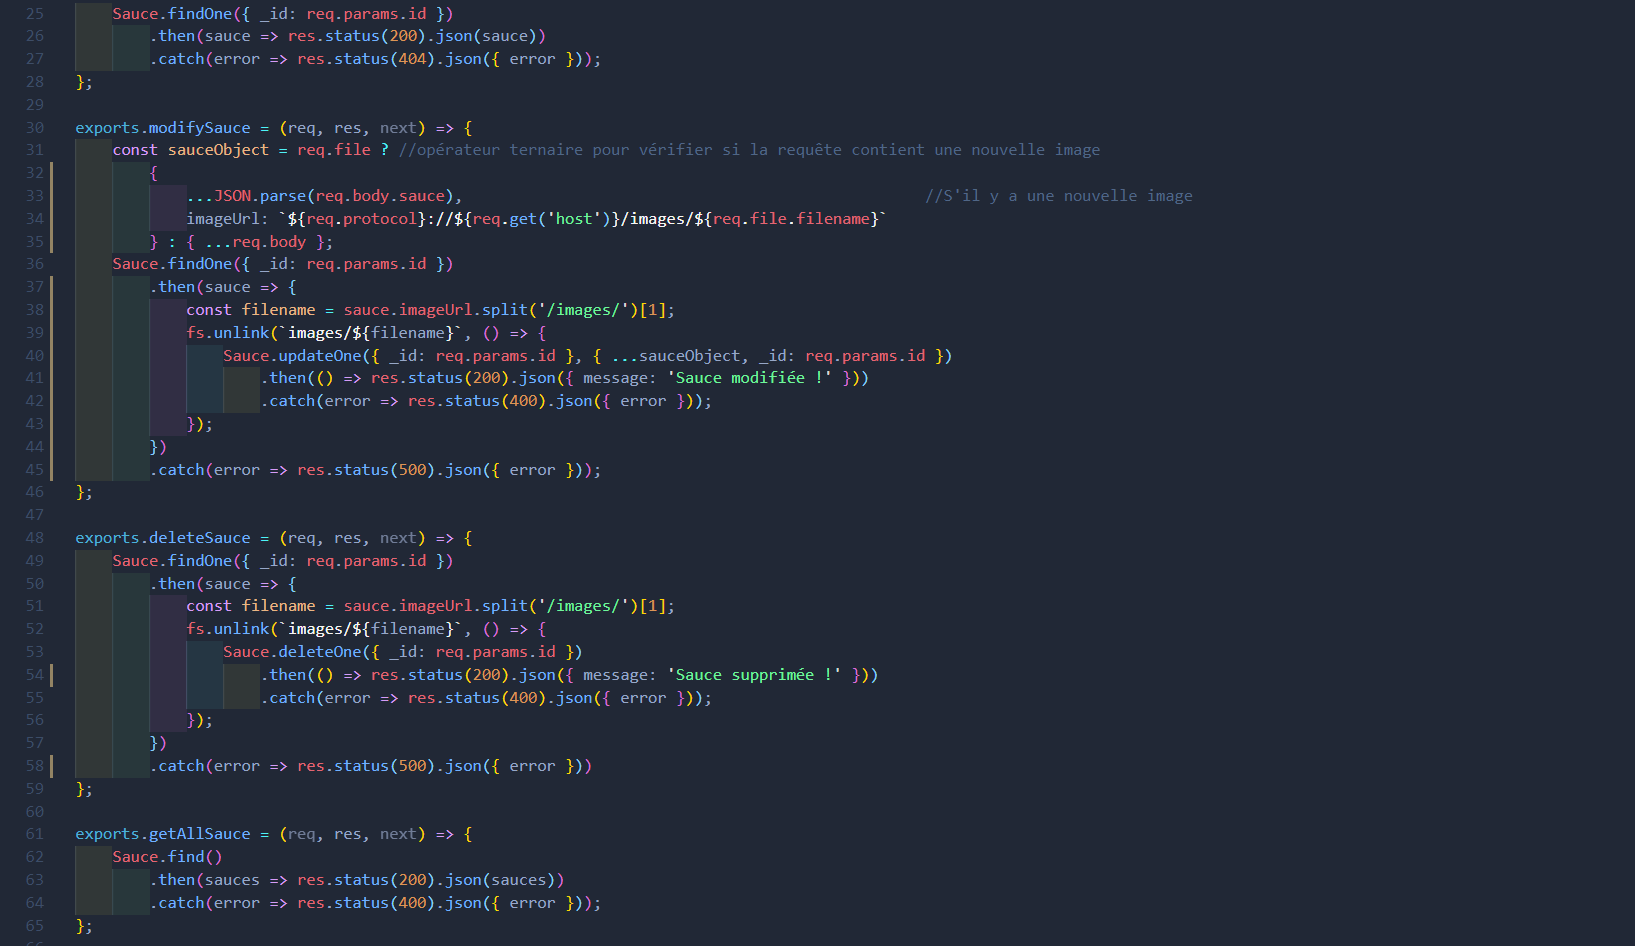 25 Sauce.findOne({ _id: req.params.id })
26 .then(sauce => res.status(200).json(sauce))
27 .catch(error => res.status(404).json({ error }));
28 };
29
30 exports.modifySauce = (req, res, next) => {
31 const sauceObject = req.file ? //opérateur ternaire pour vérifier si la requête contient une nouvelle image
32 {
33 ...JSON.parse(req.body.sauce), //S'il y a une nouvelle image
34 imageUrl: `${req.protocol}://${req.get('host')}/images/${req.file.filename}`
35 } : { ...req.body };
36 Sauce.findOne({ _id: req.params.id })
37 .then(sauce => {
38 const filename = sauce.imageUrl.split('/images/')[1];
39 fs.unlink(`images/${filename}`, () => {
40 Sauce.updateOne({ _id: req.params.id }, { ...sauceObject, _id: req.params.id })
41 .then(() => res.status(200).json({ message: 'Sauce modifiée !' }))
42 .catch(error => res.status(400).json({ error }));
43 });
44 })
45 .catch(error => res.status(500).json({ error }));
46 };
47
48 exports.deleteSauce = (req, res, next) => {
49 Sauce.findOne({ _id: req.params.id })
50 .then(sauce => {
51 const filename = sauce.imageUrl.split('/images/')[1];
52 fs.unlink(`images/${filename}`, () => {
53 Sauce.deleteOne({ _id: req.params.id })
54 .then(() => res.status(200).json({ message: 'Sauce supprimée !' }))
55 .catch(error => res.status(400).json({ error }));
56 });
57 })
58 .catch(error => res.status(500).json({ error }))
59 };
60
61 exports.getAllSauce = (req, res, next) => {
62 Sauce.find()
63 .then(sauces => res.status(200).json(sauces))
64 .catch(error => res.status(400).json({ error }));
65 };